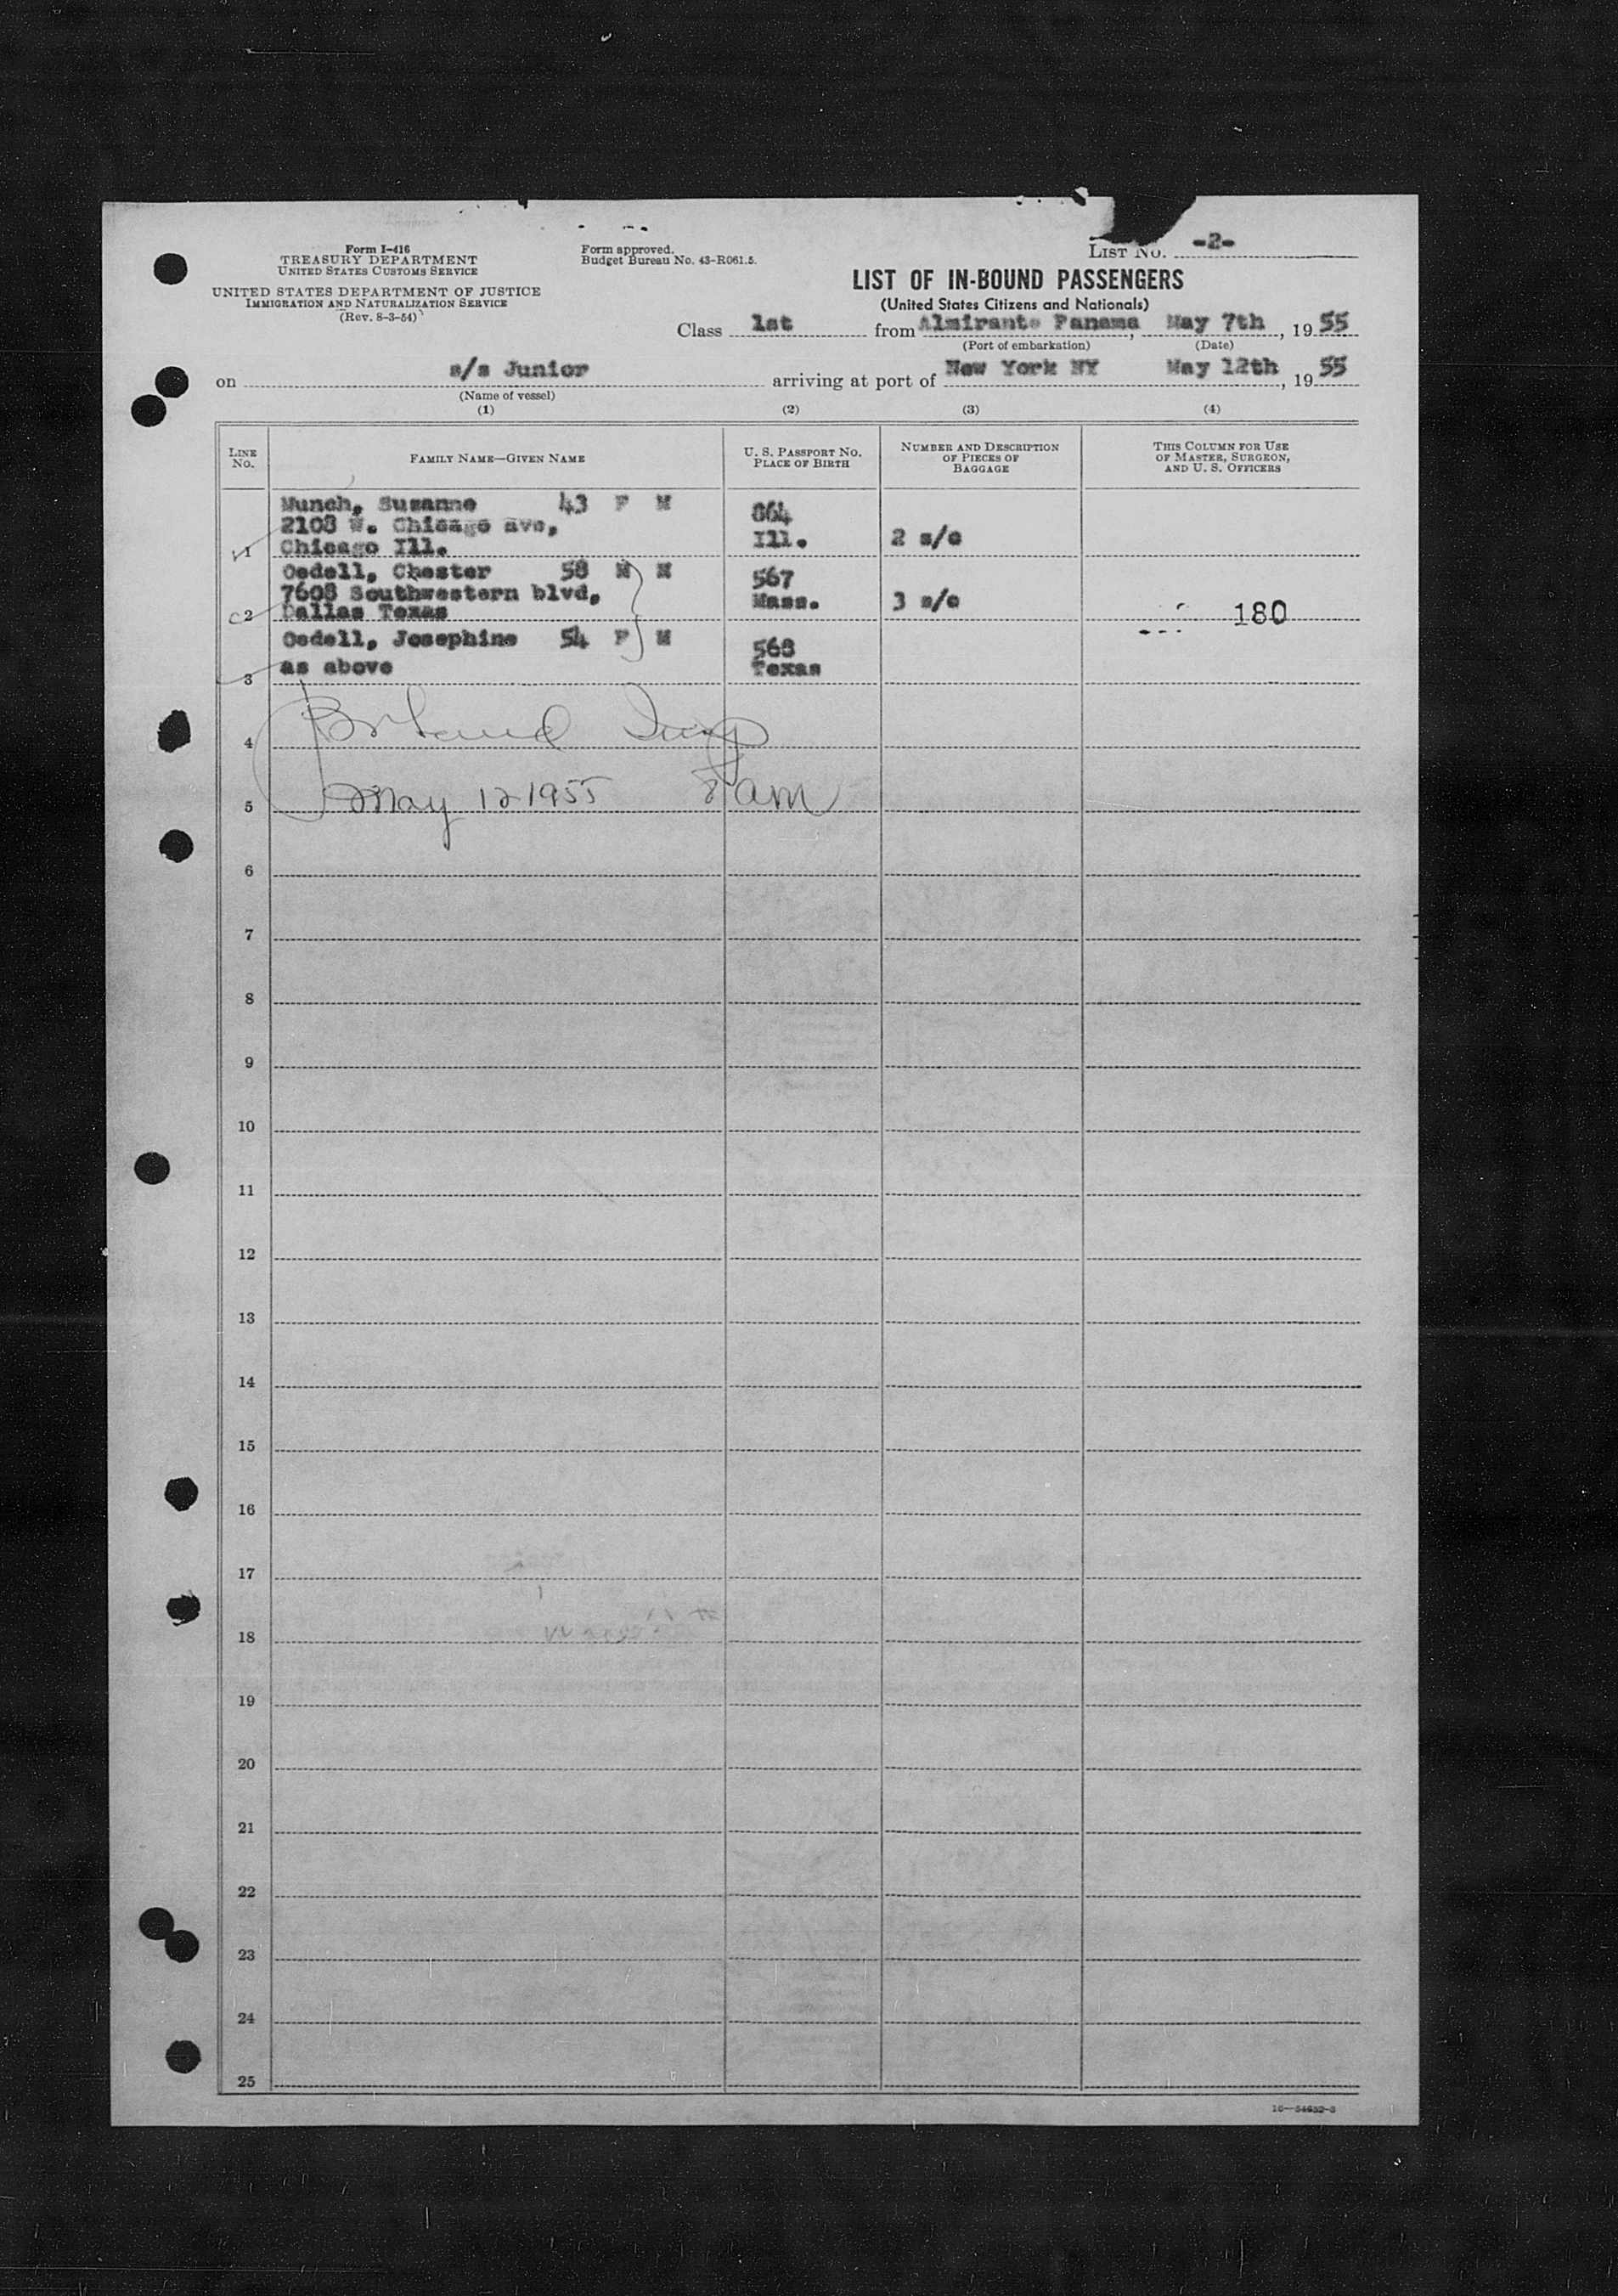 Form I-416
TREASURY DEPARTMENT
UNITED STATES CUSTOMS SERVICE
UNITED STATES DEPARTMENT OF JUSTICE
IMMIGRATION AND NATURALIZATION SERVICE
(Rev. 8-3-54)
Form approved.
Budget Bureau No. 43-R061.5.
LIST NO. -2-
LIST OF IN-BOUND PASSENGERS
(United States Citizens and Nationals)
Class 1st from Almirante Panama, May 7th, 19 55
(Port of embarkation) (Date)
on s/s Junior arriving at port of New York NY May 12th, 19 55
(Name of vessel)
(1) (2) (3) (4)
LINE NO. FAMILY NAME—GIVEN NAME U. S. PASSPORT NO. PLACE OF BIRTH NUMBER AND DESCRIPTION OF PIECES OF BAGGAGE THIS COLUMN FOR USE OF MASTER, SURGEON, AND U. S. OFFICERS
Munch, Susanne 43 F M 864
2108 W. Chicago ave,
1 Chicago Ill. Ill. 2 s/c
Oedell, Chester 58 M M 567
7608 Southwestern blvd, Mass. 3 s/c
2 Dallas Texas 180
Oedell, Josephine 54 F M 568
3 as above Texas
4
5 May 12 1955 8 am
6
7
8
9
10
11
12
13
14
15
16
17
18
19
20
21
22
23
24
25